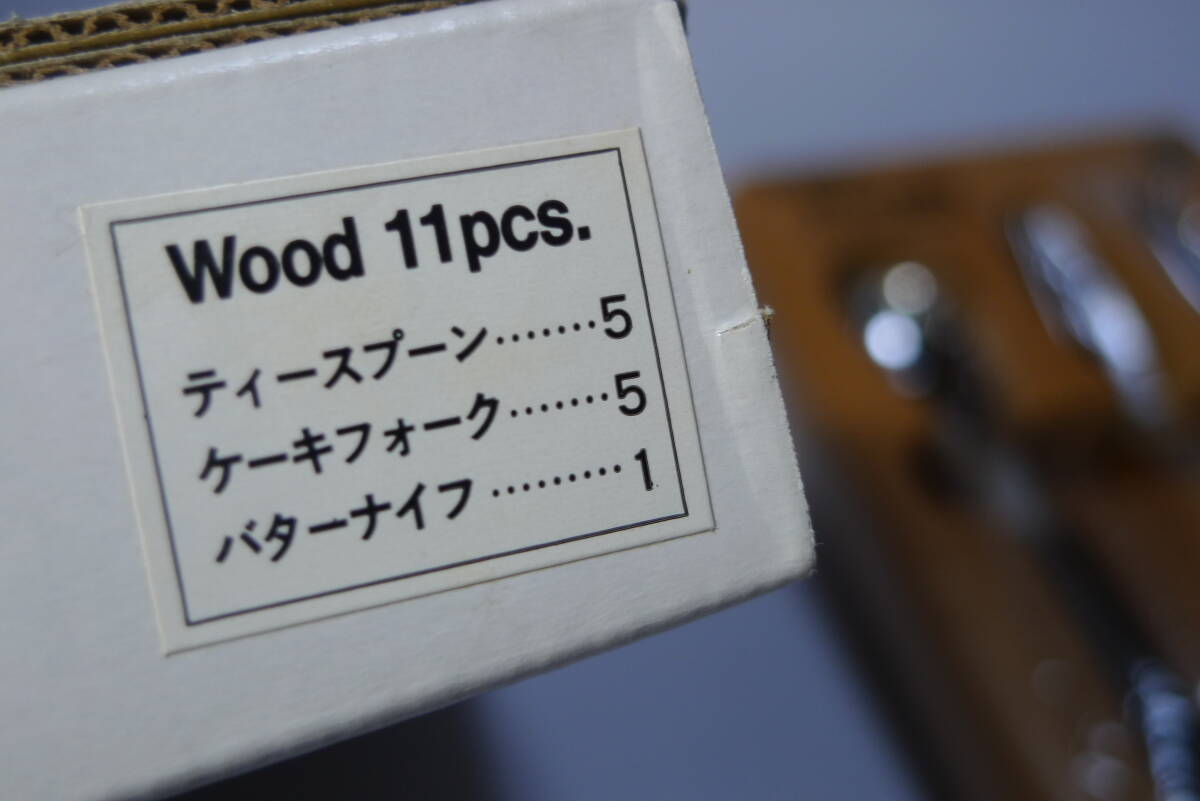 Wood 11pcs.
ティースプーン·······5
ケーキフォーク·······5
バターナイフ·········1